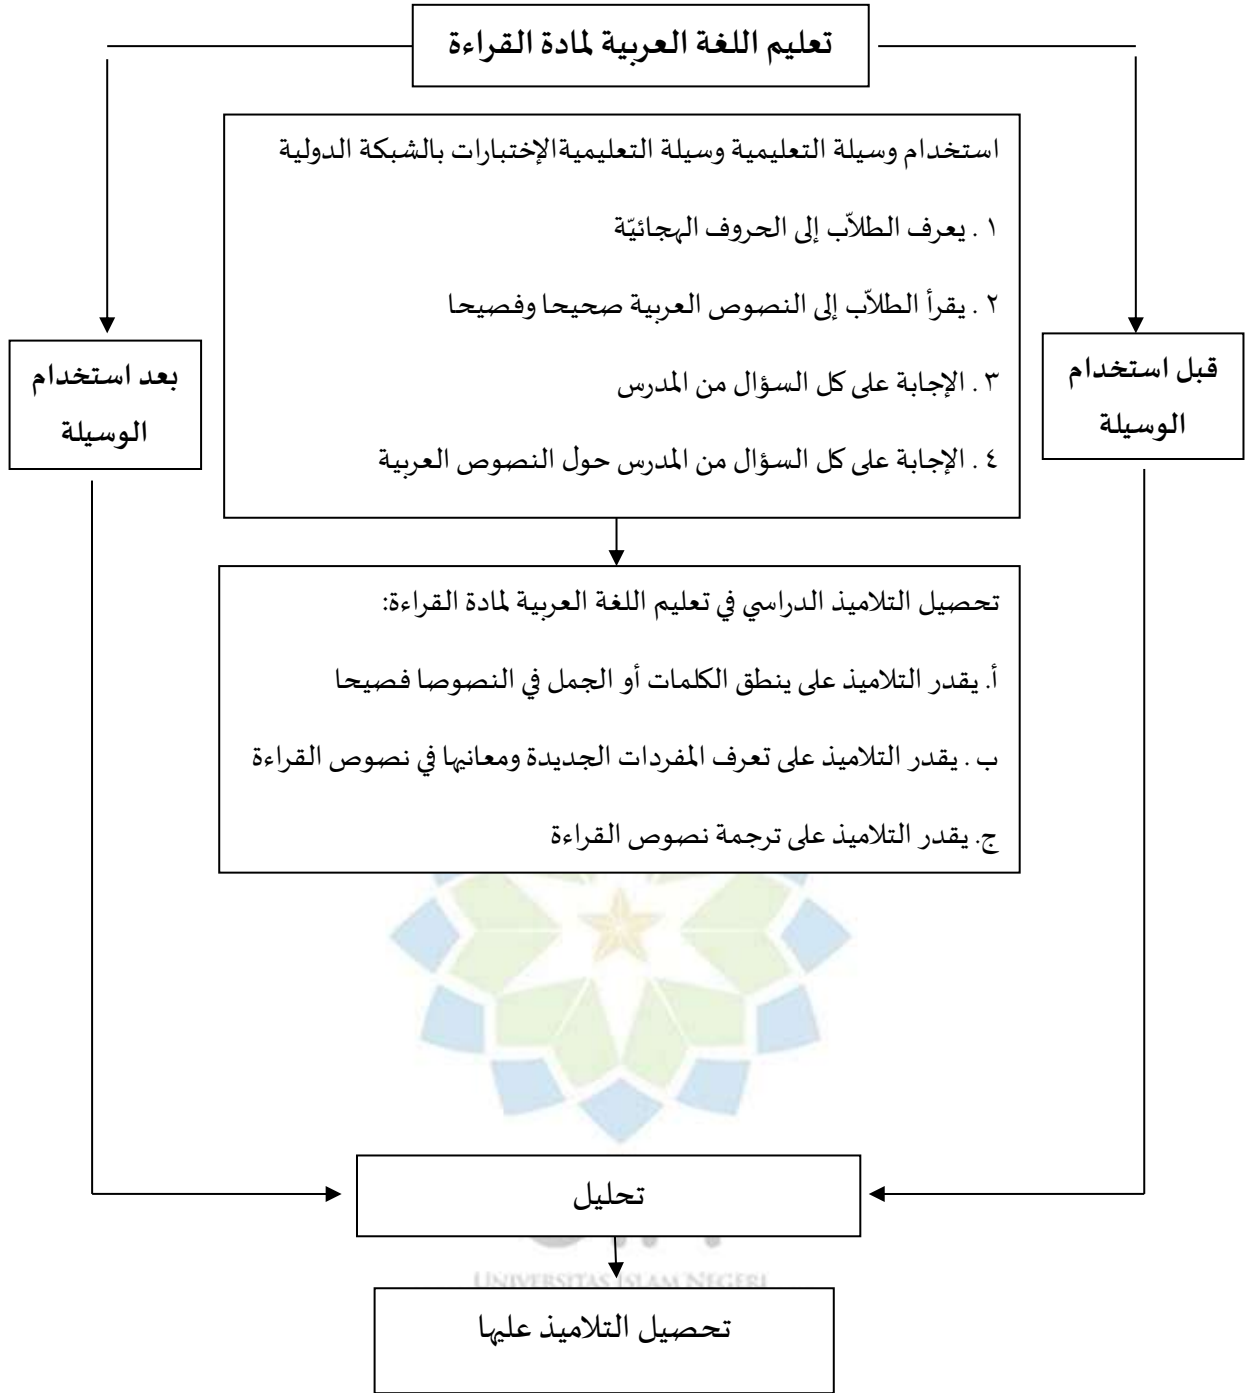 تعليم اللغة العربية لمادة القراءة
استخدام وسيلة التعليمية وسيلة التعليميةالإختبارات بالشبكة الدولية
١ . يعرف الطلاّب إلى الحروف الهجائيّة
٢ . يقرأ الطلاّب إلى النصوص العربية صحيحا وفصيحا
٣ . الإجابة على كل السؤال من المدرس
٤ . الإجابة على كل السؤال من المدرس حول النصوص العربية
قبل استخدام
الوسيلة
بعد استخدام
الوسيلة
تحصيل التلاميذ الدراسي في تعليم اللغة العربية لمادة القراءة:
أ. يقدر التلاميذ على ينطق الكلمات أو الجمل في النصوصا فصيحا
ب . يقدر التلاميذ على تعرف المفردات الجديدة ومعانيها في نصوص القراءة
ج. يقدر التلاميذ على ترجمة نصوص القراءة
تحليل
UNIVERSITAS ISLAM NEGERI
تحصيل التلاميذ عليها